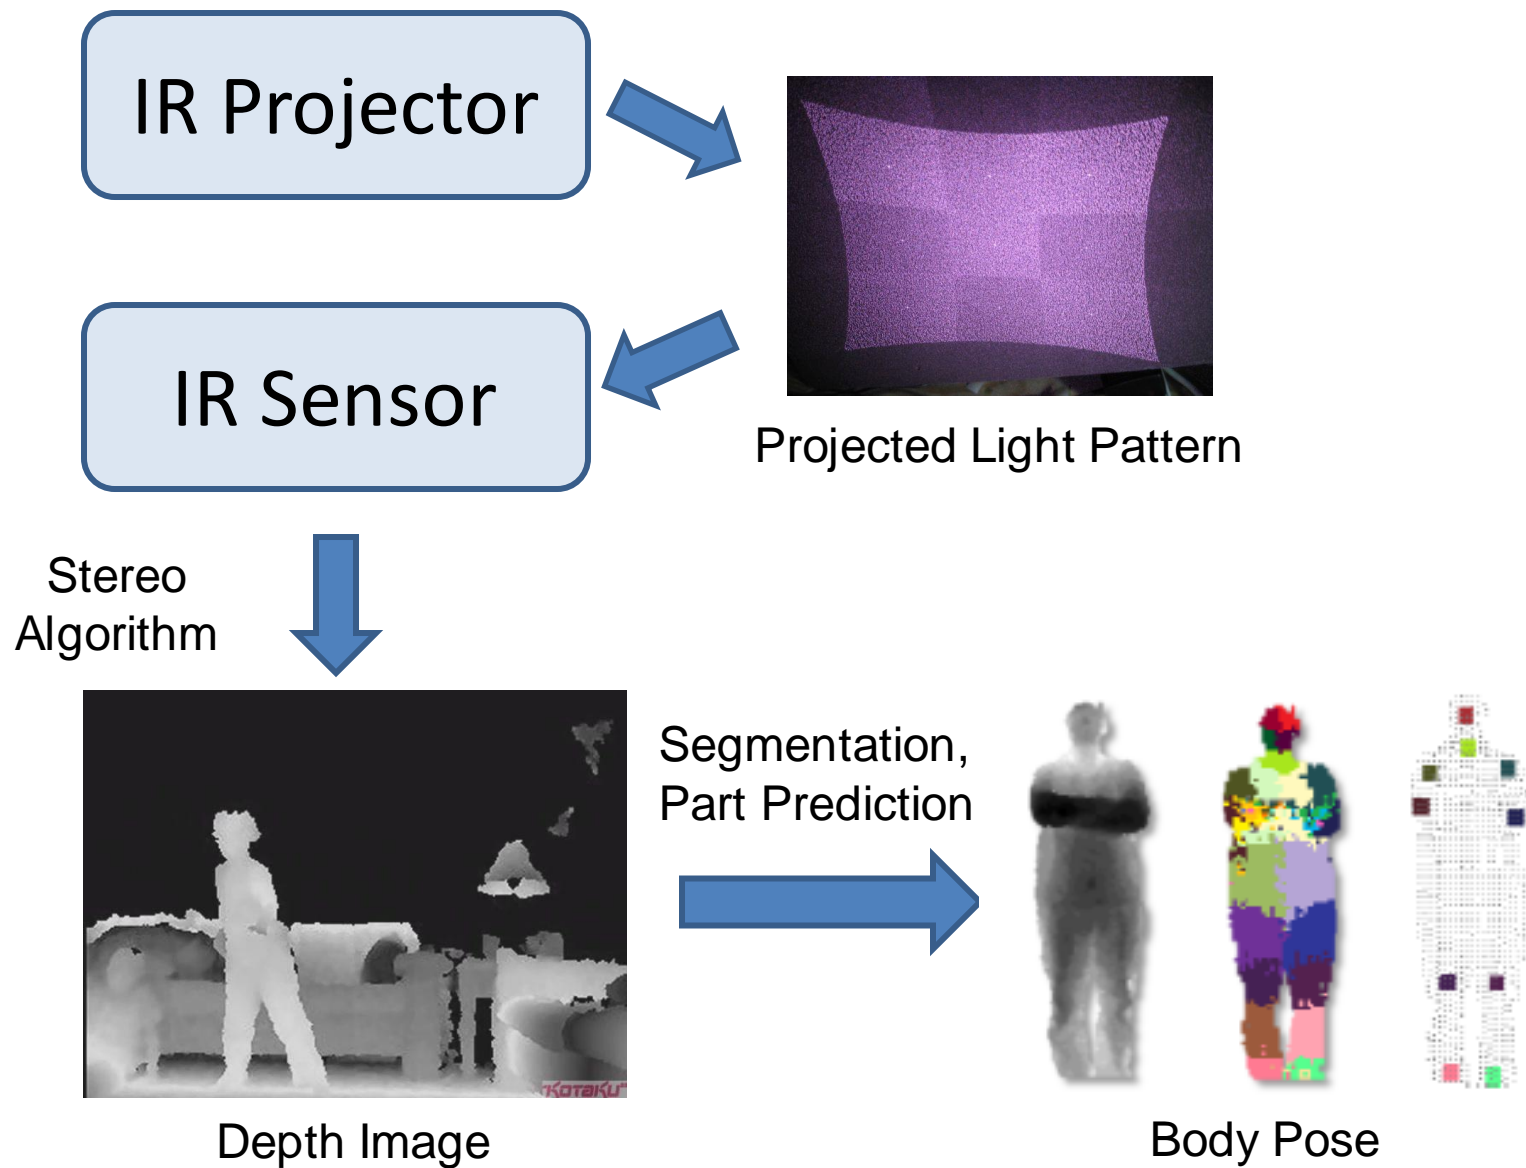 IR Projector
IR Sensor
Projected Light Pattern
Stereo
Algorithm
Segmentation,
Part Prediction
KOTAKU
Depth Image
Body Pose